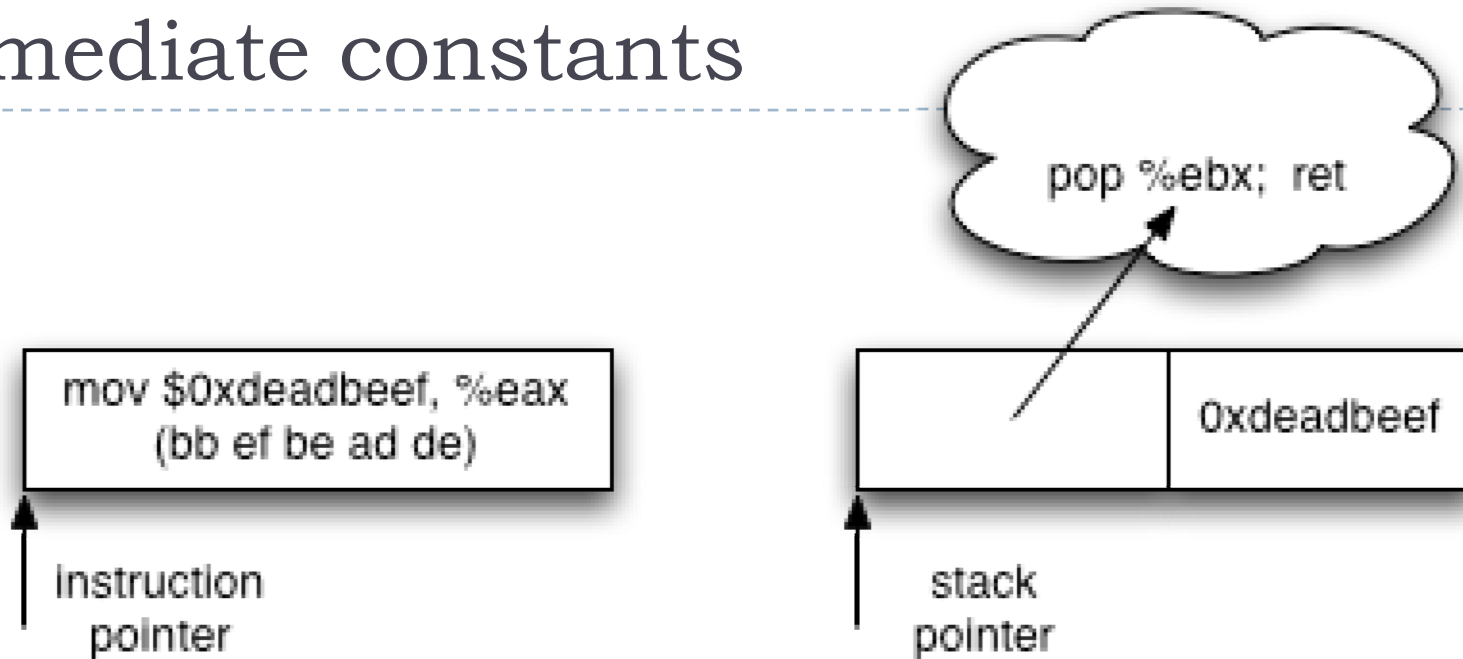 mediate constants
pop %ebx; ret
mov $0xdeadbeef, %eax
(bb ef be ad de)
0xdeadbeef
instruction
pointer
stack
pointer